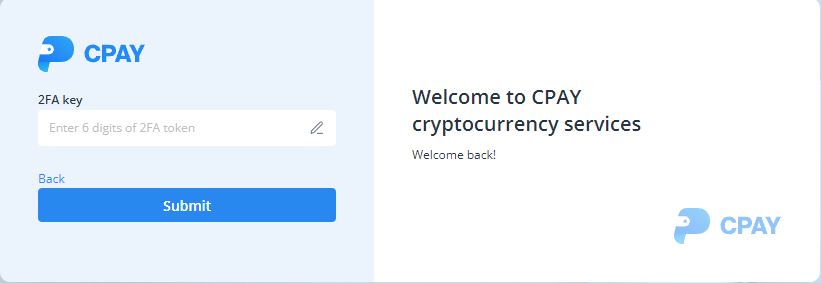 CPAY
2FA key
Enter 6 digits of 2FA token
Back
Submit
Welcome to CPAY
cryptocurrency services
Welcome back!
CPAY